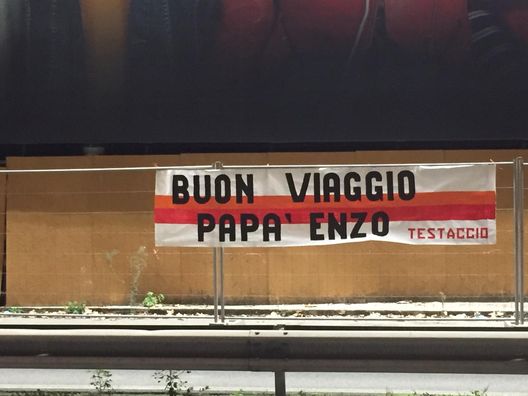 BUON VIAGGIO
PAPA' ENZO
TESTACCIO